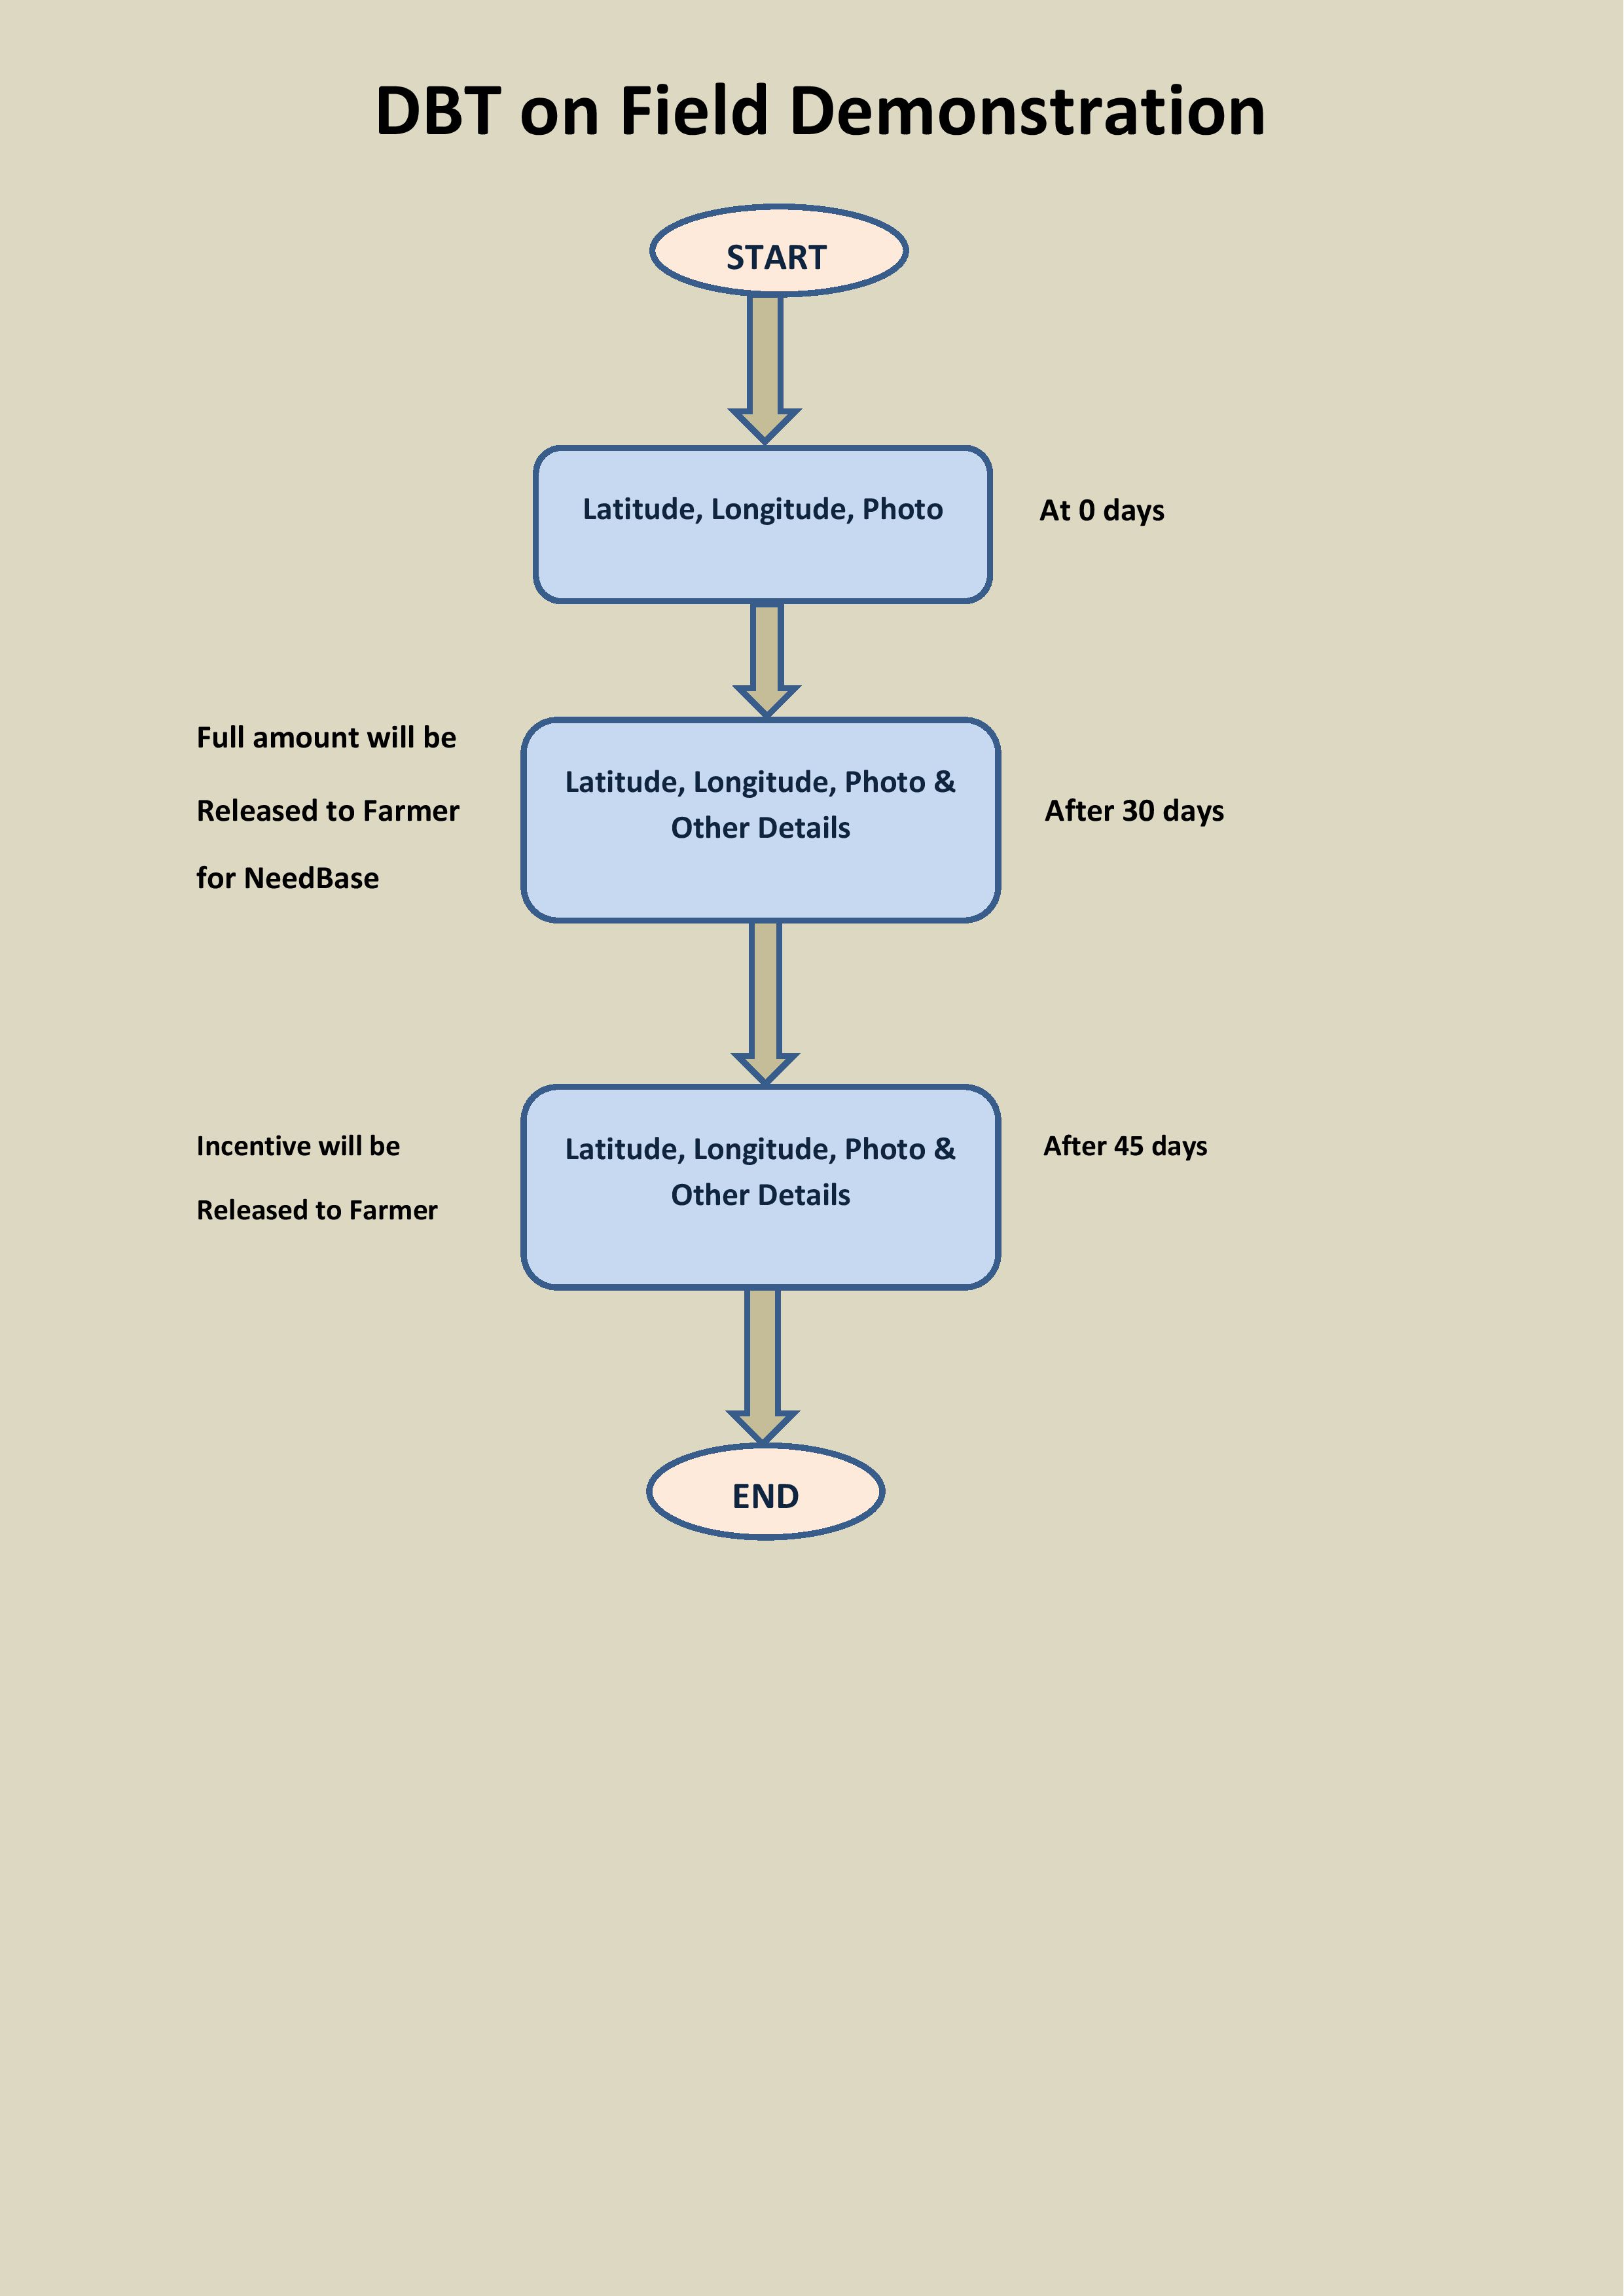 DBT on Field Demonstration
START
Latitude, Longitude, Photo
At 0 days
Full amount will be
Released to Farmer
for NeedBase
Latitude, Longitude, Photo &
Other Details
After 30 days
Incentive will be
Released to Farmer
Latitude, Longitude, Photo &
Other Details
After 45 days
END